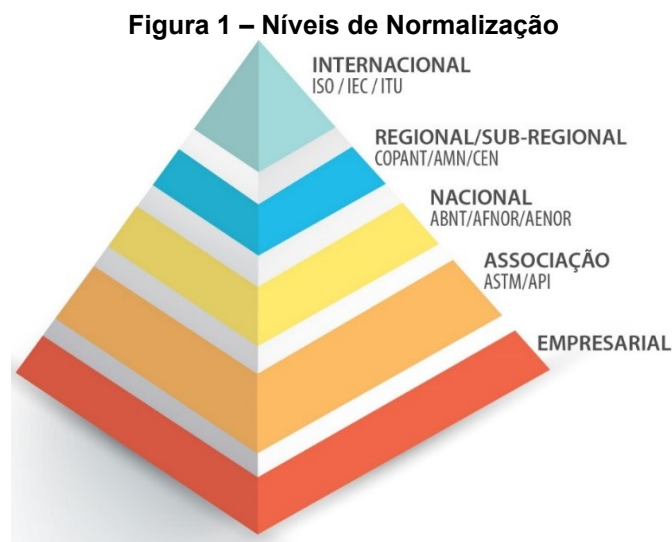 Figura 1 – Níveis de Normalização
INTERNACIONAL
ISO / IEC / ITU
REGIONAL/SUB-REGIONAL
COPANT/AMN/CEN
NACIONAL
ABNT/AFNOR/AENOR
ASSOCIAÇÃO
ASTM/API
EMPRESARIAL